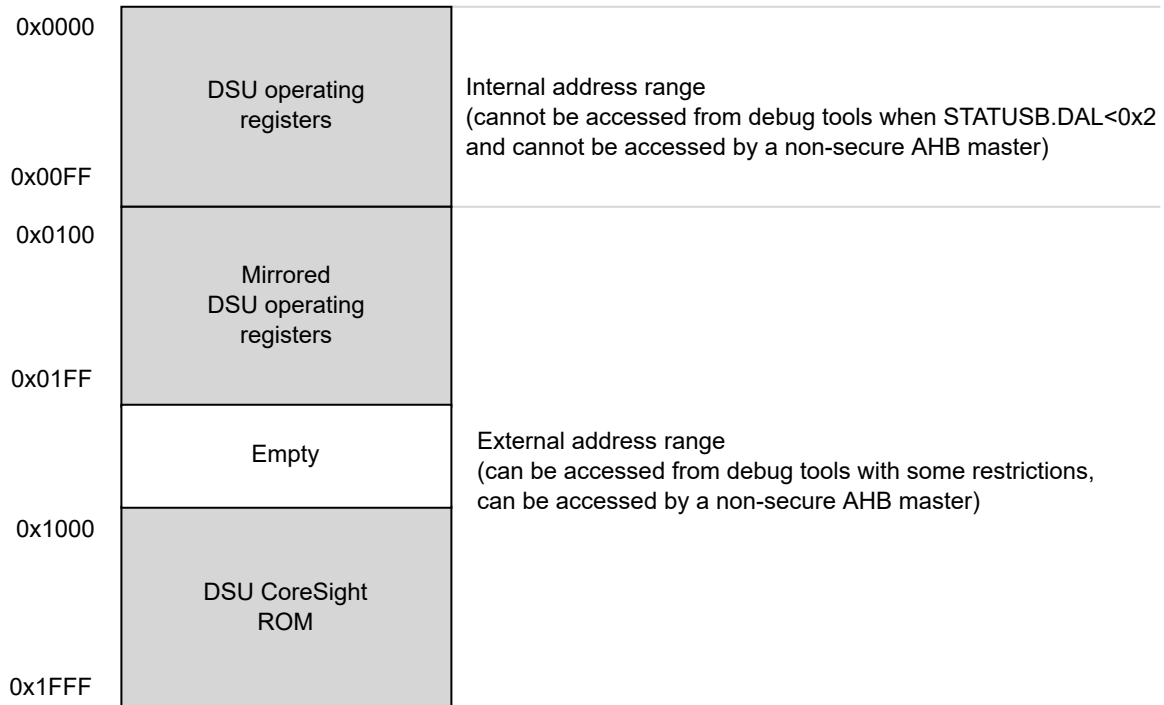 0x0000
DSU operating
registers
Internal address range
(cannot be accessed from debug tools when STATUSB.DAL<0x2
and cannot be accessed by a non-secure AHB master)
0x00FF
0x0100
Mirrored
DSU operating
registers
0x01FF
Empty
External address range
(can be accessed from debug tools with some restrictions,
can be accessed by a non-secure AHB master)
0x1000
DSU CoreSight
ROM
0x1FFF